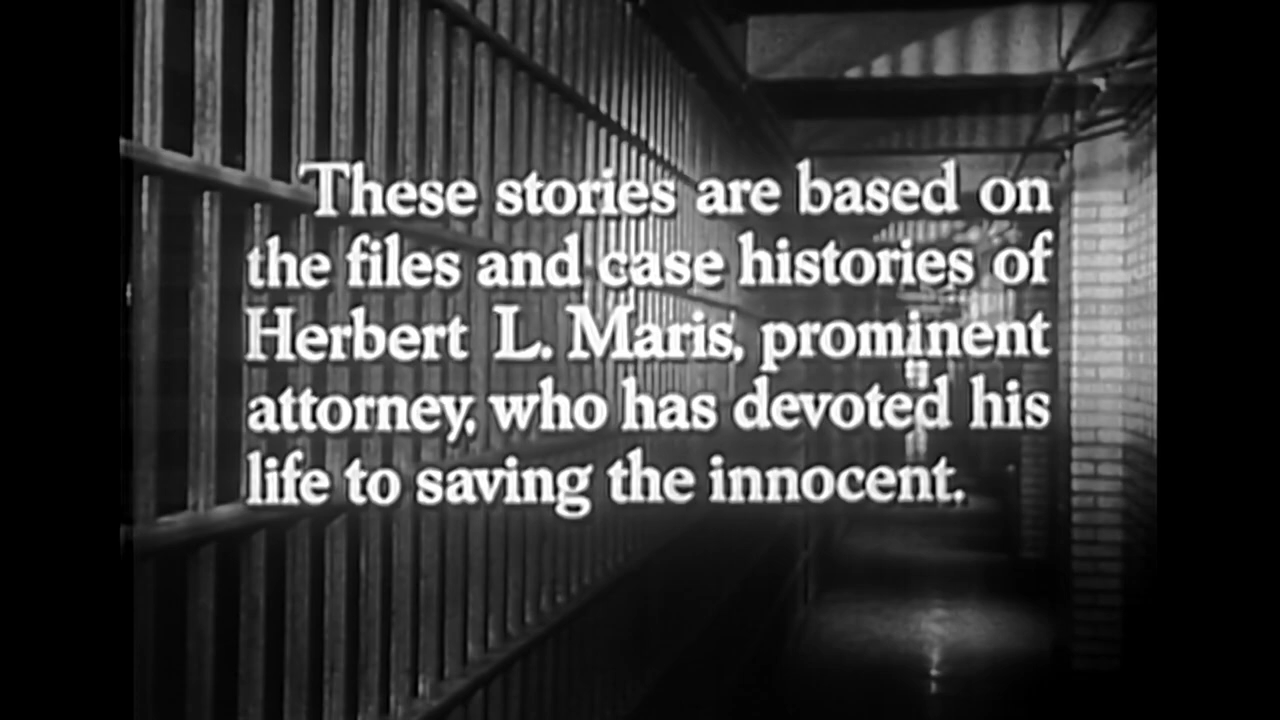 These stories are based on
the files and case histories of
Herbert L. Maris, prominent
attorney, who has devoted his
life to saving the innocent.